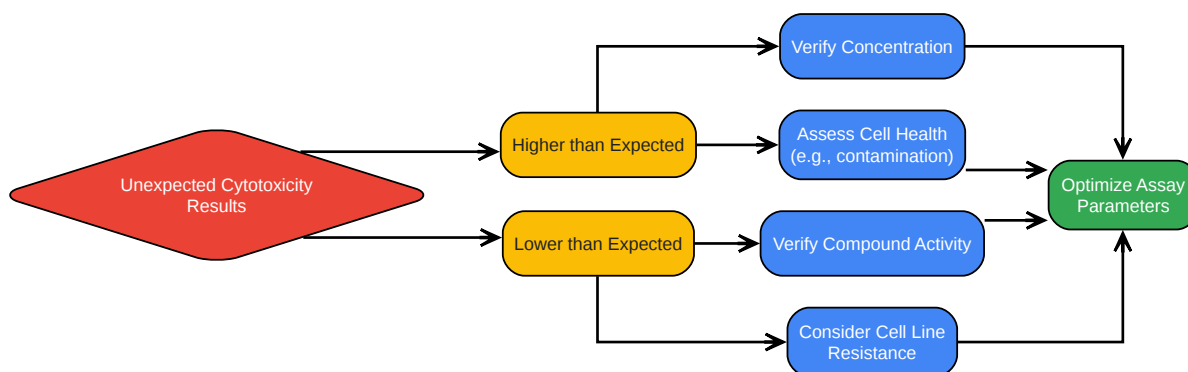 Unexpected Cytotoxicity
Results
Higher than Expected
Lower than Expected
Verify Concentration
Assess Cell Health
(e.g., contamination)
Verify Compound Activity
Consider Cell Line
Resistance
Optimize Assay
Parameters